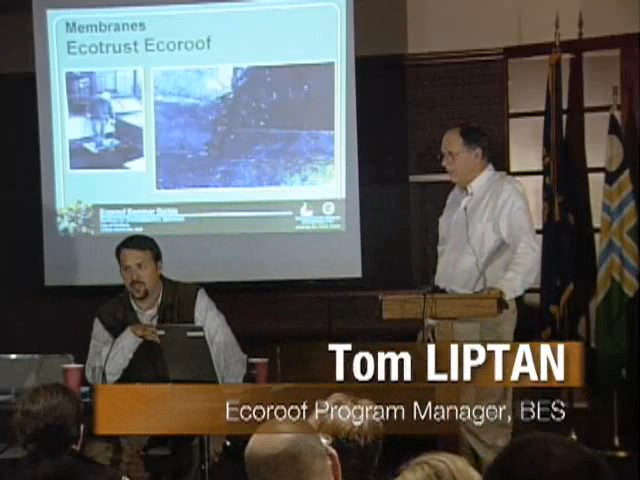 Membranes
Ecotrust Ecoroof
Tom LIPTAN
Ecoroof Program Manager, BES